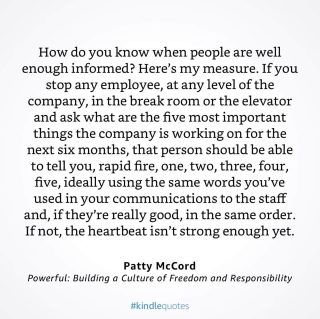 How do you know when people are well
enough informed? Here's my measure. If you
stop any employee, at any level of the
company, in the break room or the elevator
and ask what are the five most important
things the company is working on for the
next six months, that person should be able
to tell you, rapid fire, one, two, three, four,
five, ideally using the same words you've
used in your communications to the staff
and, if they're really good, in the same order.
If not, the heartbeat isn't strong enough yet.
Patty McCord
Powerful: Building a Culture of Freedom and Responsibility
#kindlequotes